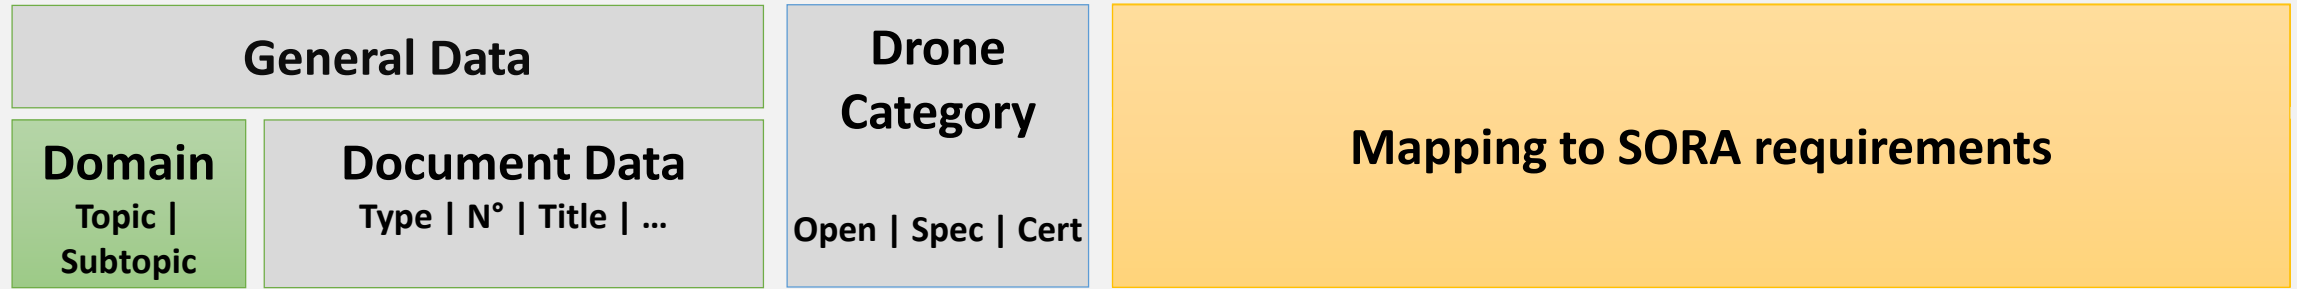 General Data
Domain
Topic |
Subtopic
Document Data
Type | N° | Title | ...
Drone
Category
Open | Spec | Cert
Mapping to SORA requirements